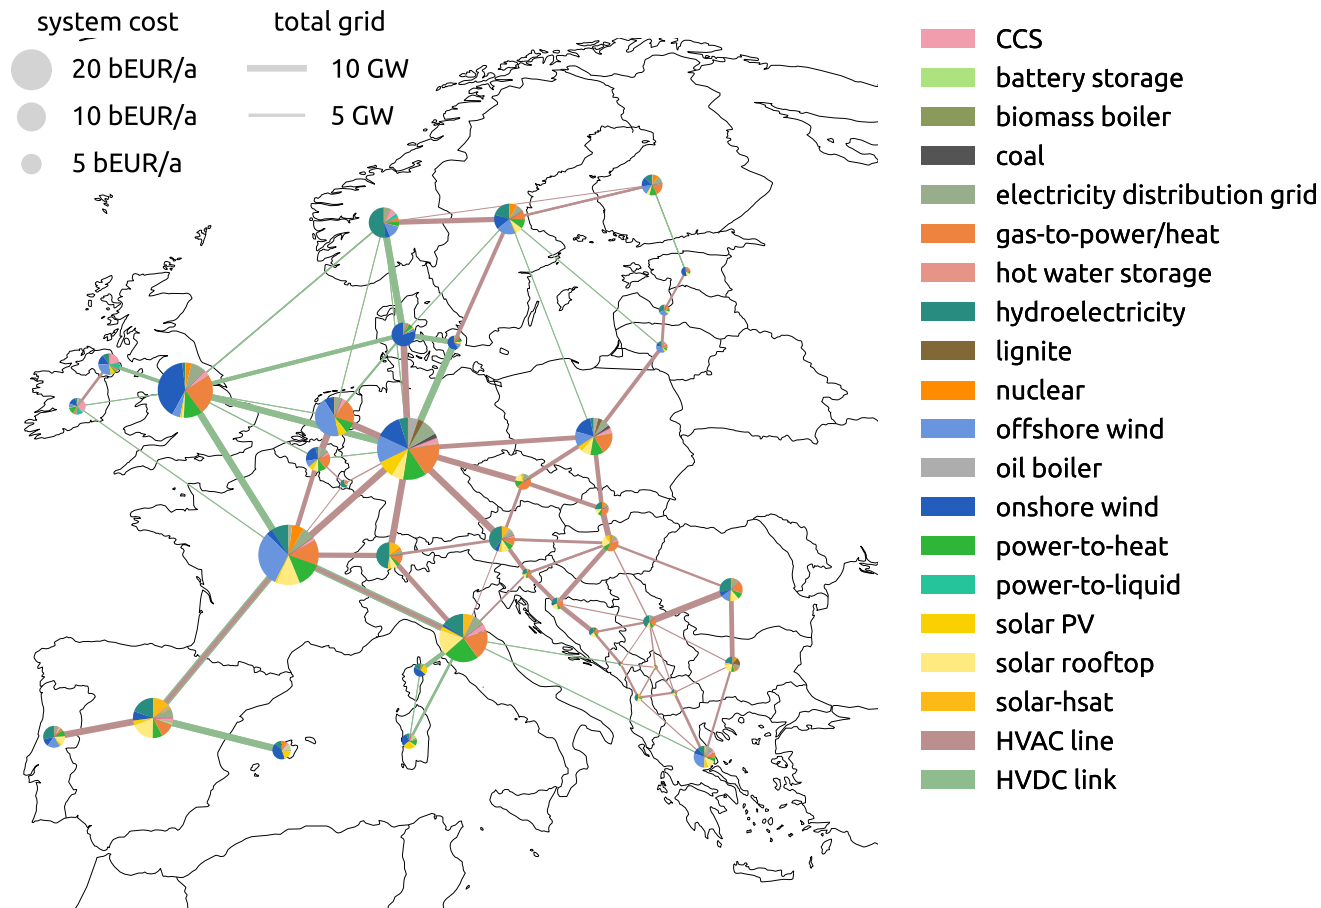 system cost
total grid
20 bEUR/a
10 GW
10 bEUR/a
5 GW
5 bEUR/a
CCS
battery storage
biomass boiler
coal
electricity distribution grid
gas-to-power/heat
hot water storage
hydroelectricity
lignite
nuclear
offshore wind
oil boiler
onshore wind
power-to-heat
power-to-liquid
solar PV
solar rooftop
solar-hsat
HVAC line
HVDC link